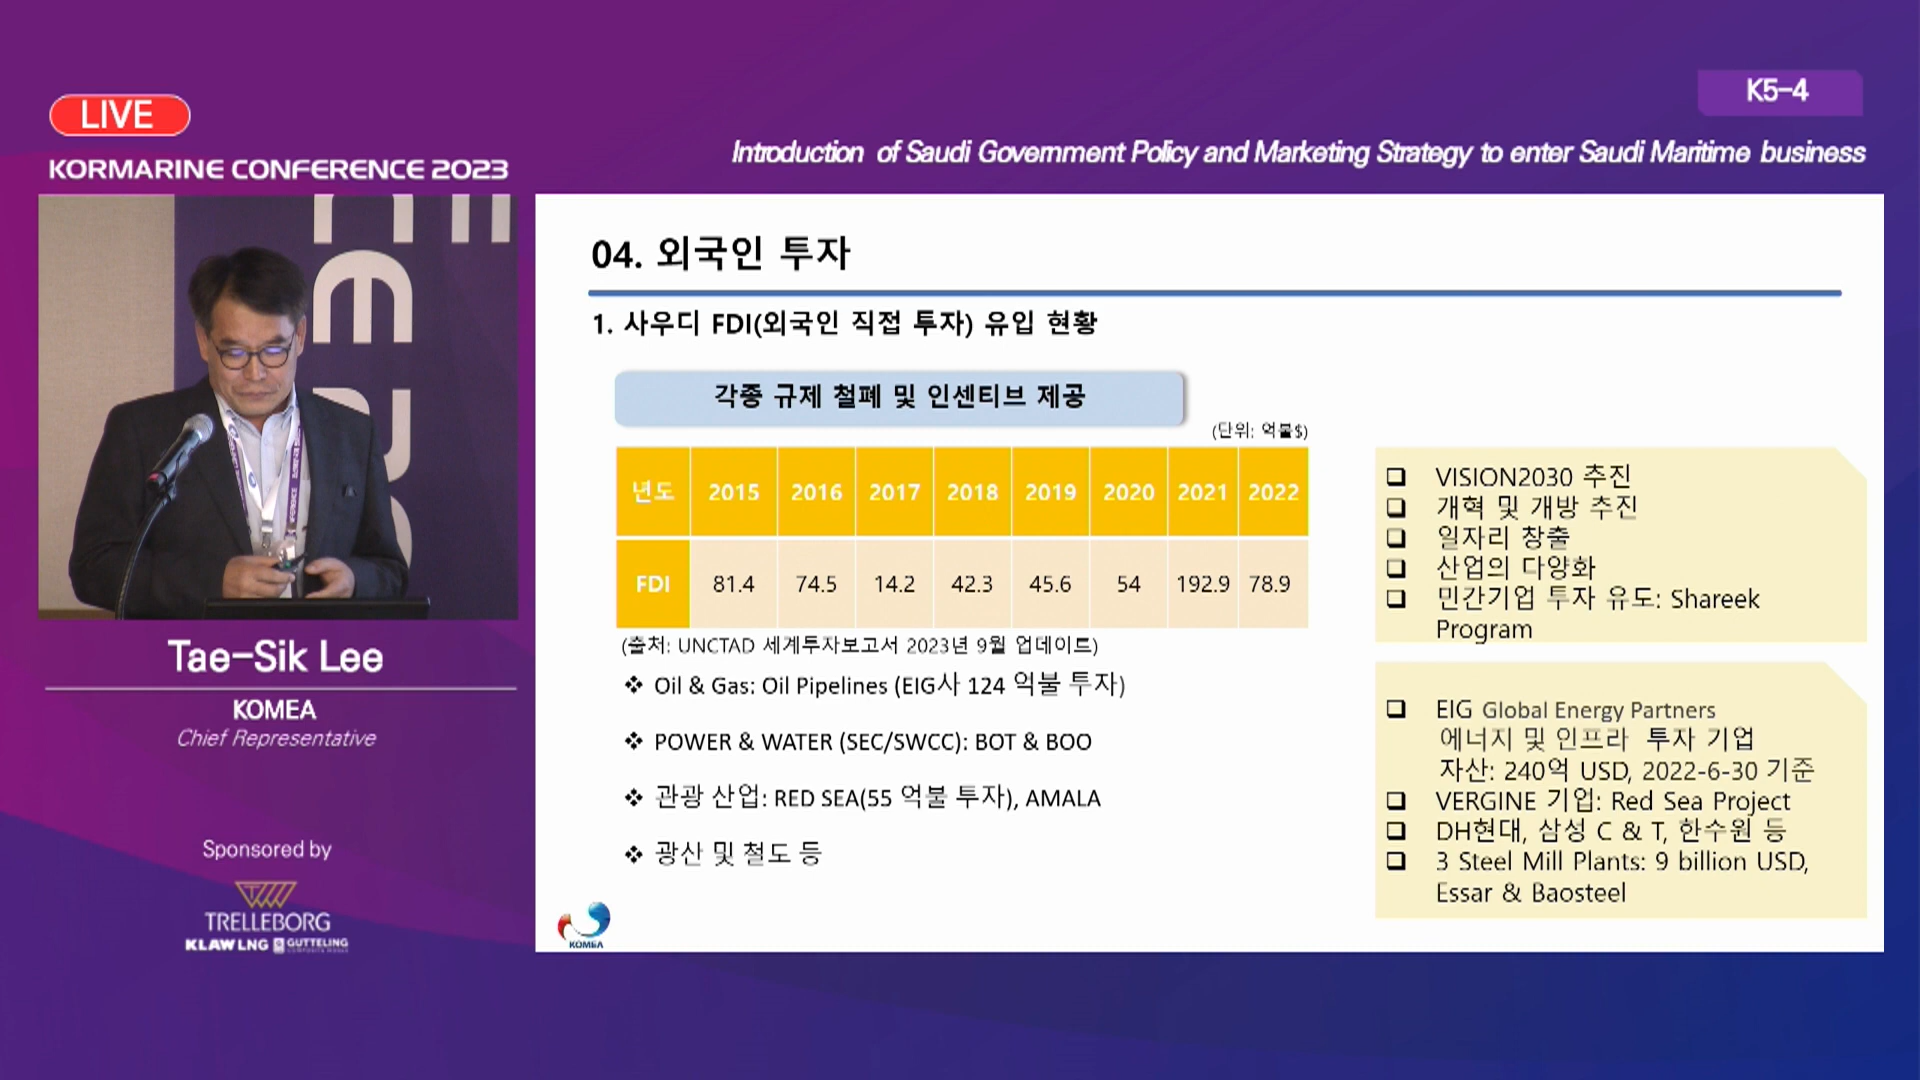 LIVE
KORMARINE CONFERENCE 2023
K5-4
Introduction of Saudi Government Policy and Marketing Strategy to enter Saudi Maritime business
Tae-Sik Lee
KOMEA
Chief Representative
Sponsored by
TRELLEBORG
KLAW LNG GUTTELING
04. 외국인 투자
1. 사우디 FDI(외국인 직접 투자) 유입 현황
각종 규제 철폐 및 인센티브 제공
(단위: 억불$)
년도 2015 2016 2017 2018 2019 2020 2021 2022
FDI 81.4 74.5 14.2 42.3 45.6 54 192.9 78.9
(출처: UNCTAD 세계투자보고서 2023년 9월 업데이트)
❖ Oil & Gas: Oil Pipelines (EIG사 124 억불 투자)
❖ POWER & WATER (SEC/SWCC): BOT & BOO
❖ 관광 산업: RED SEA(55 억불 투자), AMALA
❖ 광산 및 철도 등
❑ VISION2030 추진
❑ 개혁 및 개방 추진
❑ 일자리 창출
❑ 산업의 다양화
❑ 민간기업 투자 유도: Shareek
Program
❑ EIG Global Energy Partners
에너지 및 인프라 투자 기업
자산: 240억 USD, 2022-6-30 기준
❑ VERGINE 기업: Red Sea Project
❑ DH현대, 삼성 C & T, 한수원 등
❑ 3 Steel Mill Plants: 9 billion USD,
Essar & Baosteel
KOMEA